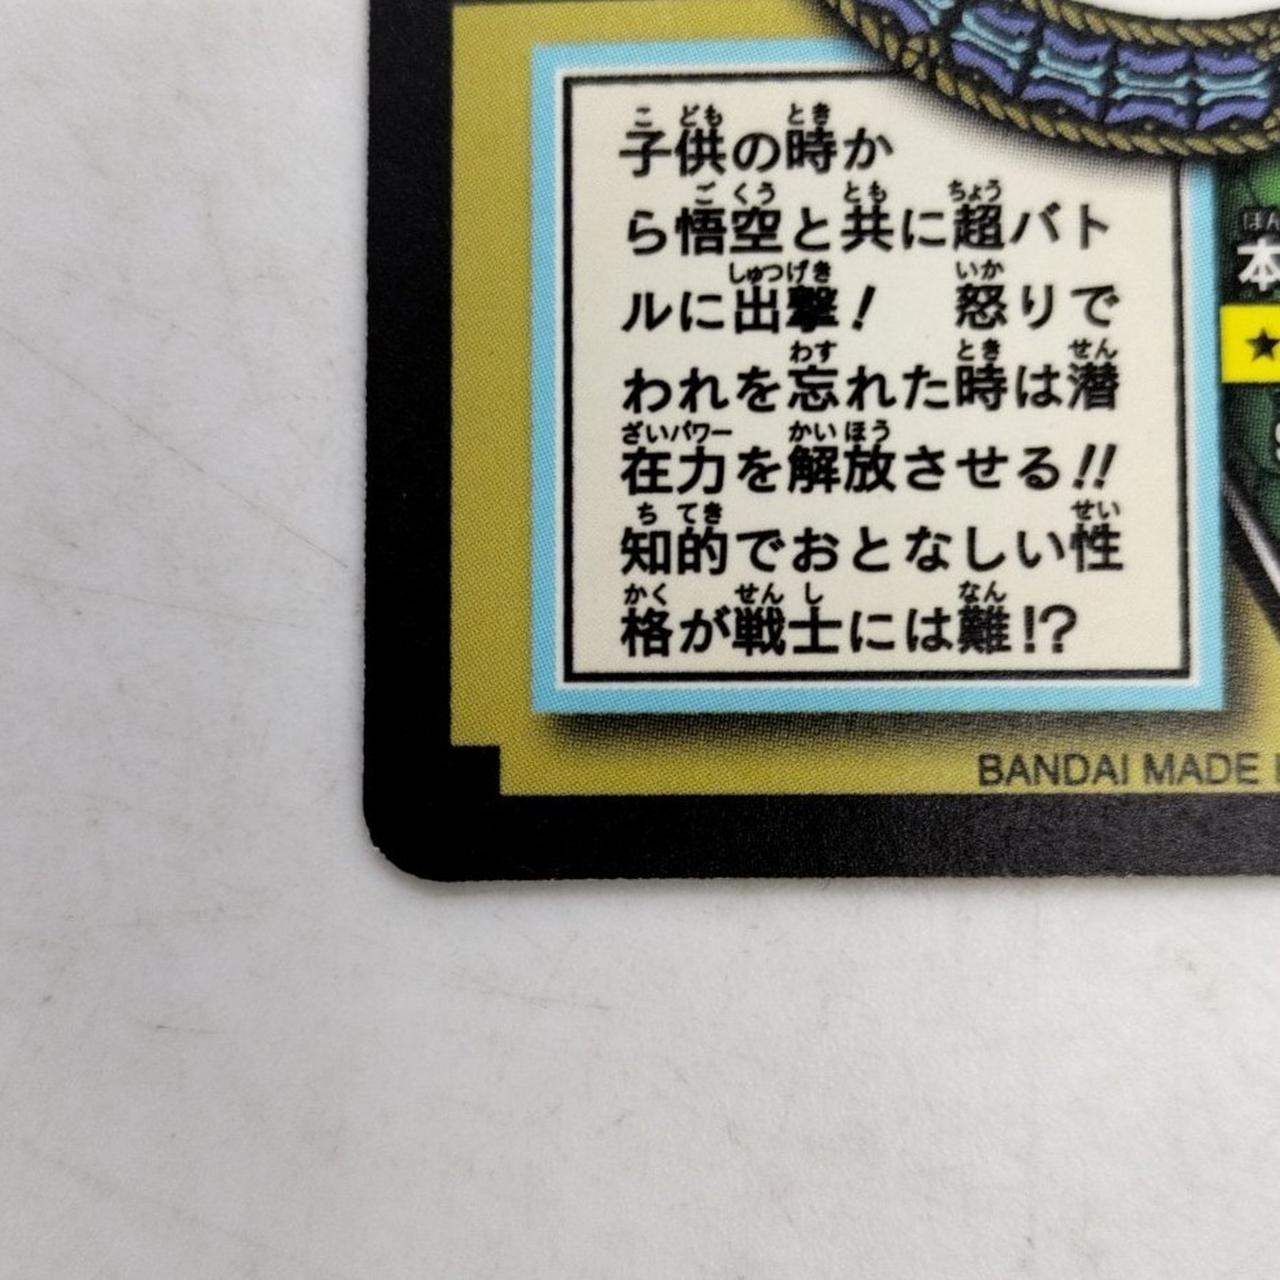 子供の時か
ら悟空と共に超バト
ルに出撃! 怒りで
われを忘れた時は潜
在力を解放させる!!
知的でおとなしい性
格が戦士には難!?
本
★
BANDAI MADE